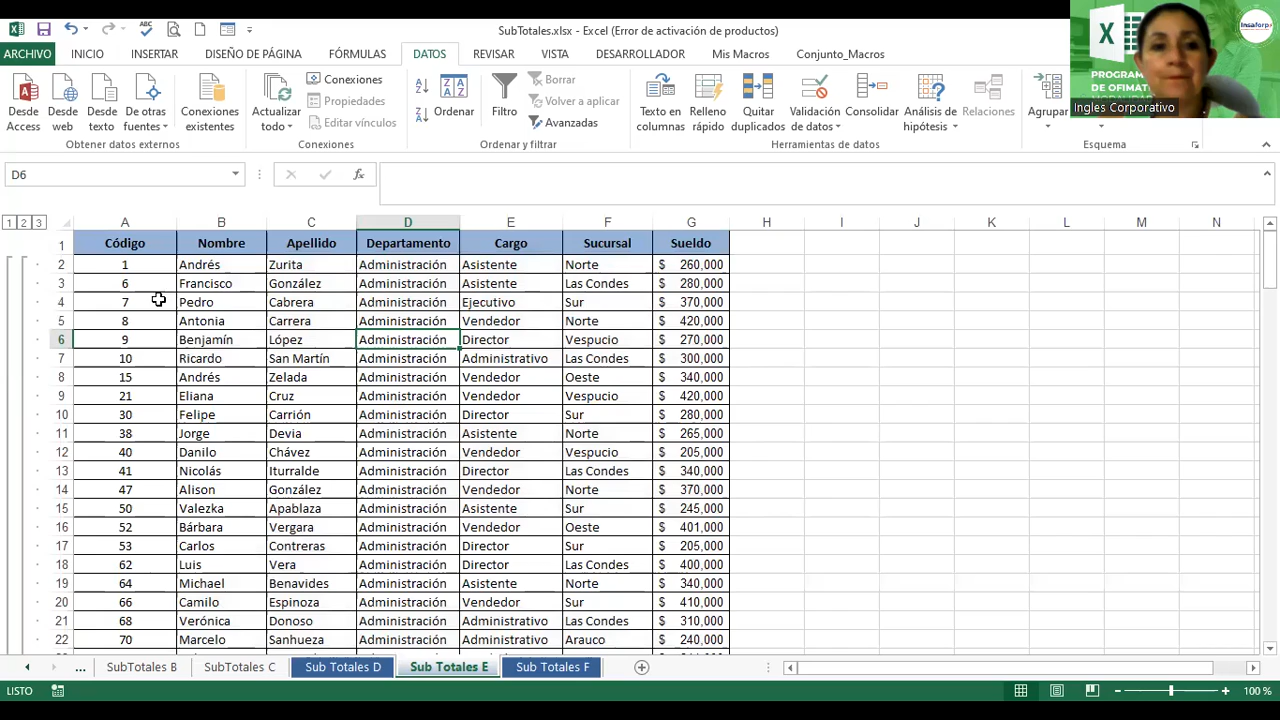 SubTotales.xlsx - Excel (Error de activación de productos)
ARCHIVO INICIO INSERTAR DISEÑO DE PÁGINA FÓRMULAS DATOS REVISAR VISTA DESARROLLADOR Mis Macros Conjunto_Macros
Desde Access
Desde web
Desde texto
De otras fuentes
Conexiones existentes
Obtener datos externos
Actualizar todo
Conexiones
Propiedades
Editar vínculos
Conexiones
Ordenar
Filtro
Borrar
Volver a aplicar
Avanzadas
Ordenar y filtrar
Texto en columnas
Relleno rápido
Quitar duplicados
Validación de datos
Consolidar
Análisis de hipótesis
Relaciones
Herramientas de datos
Agrupar
Esquema
PROGRAM
DE OFIMAT
Insaforp
Ingles Corporativo
D6
1 2 3
A B C D E F G H I J K L M N
1 Código Nombre Apellido Departamento Cargo Sucursal Sueldo
2 1 Andrés Zurita Administración Asistente Norte $ 260,000
3 6 Francisco González Administración Asistente Las Condes $ 280,000
4 7 Pedro Cabrera Administración Ejecutivo Sur $ 370,000
5 8 Antonia Carrera Administración Vendedor Norte $ 420,000
6 9 Benjamín López Administración Director Vespucio $ 270,000
7 10 Ricardo San Martín Administración Administrativo Las Condes $ 300,000
8 15 Andrés Zelada Administración Vendedor Oeste $ 340,000
9 21 Eliana Cruz Administración Vendedor Vespucio $ 420,000
10 30 Felipe Carrión Administración Director Sur $ 280,000
11 38 Jorge Devia Administración Asistente Norte $ 265,000
12 40 Danilo Chávez Administración Vendedor Vespucio $ 205,000
13 41 Nicolás Iturralde Administración Director Las Condes $ 340,000
14 47 Alison González Administración Vendedor Norte $ 370,000
15 50 Valezka Apablaza Administración Asistente Sur $ 245,000
16 52 Bárbara Vergara Administración Vendedor Oeste $ 401,000
17 53 Carlos Contreras Administración Director Sur $ 205,000
18 62 Luis Vera Administración Director Las Condes $ 400,000
19 64 Michael Benavides Administración Asistente Norte $ 340,000
20 66 Camilo Espinoza Administración Vendedor Sur $ 410,000
21 68 Verónica Donoso Administración Administrativo Las Condes $ 310,000
22 70 Marcelo Sanhueza Administración Administrativo Arauco $ 240,000
... SubTotales B SubTotales C Sub Totales D Sub Totales E Sub Totales F
LISTO 100 %